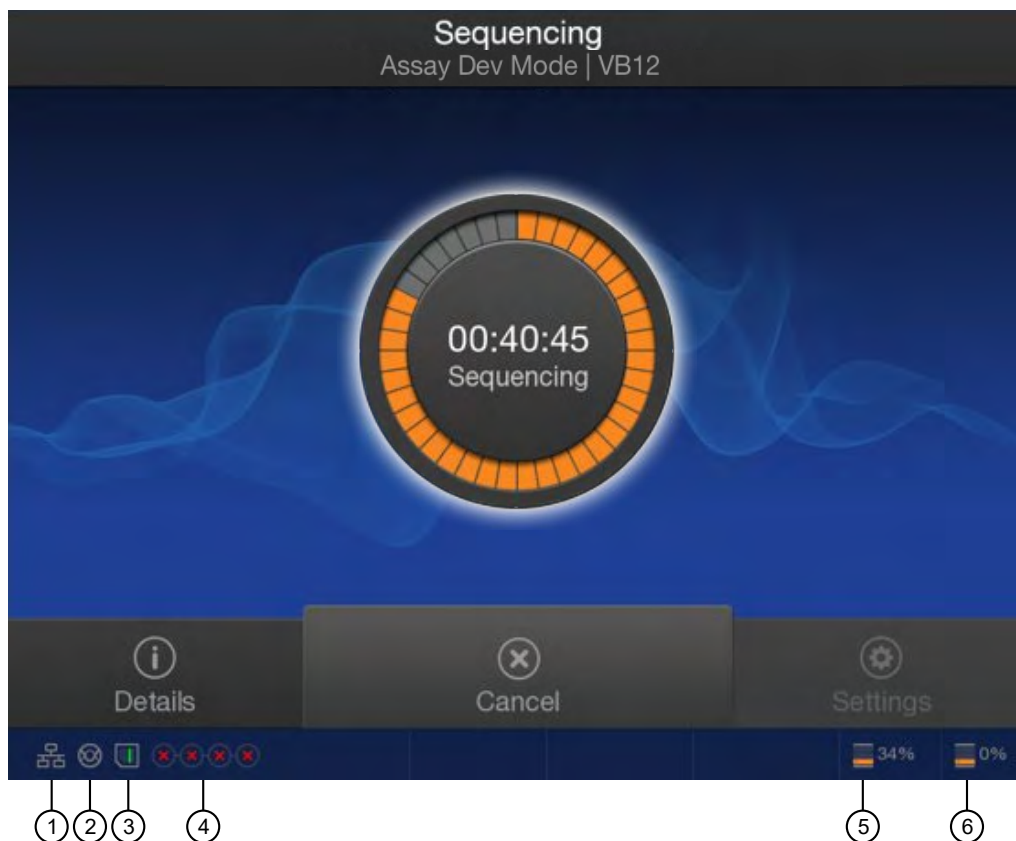 Sequencing
Assay Dev Mode | VB12
00:40:45
Sequencing
Details
Cancel
Settings
34%
0%
1
2
3
4
5
6